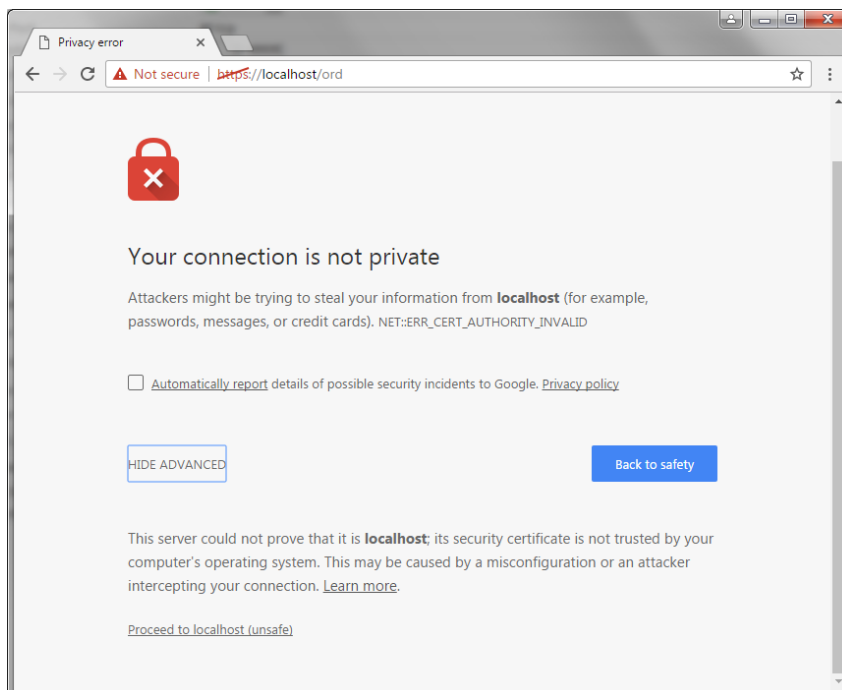 Privacy error
Not secure | https://localhost/ord
Your connection is not private
Attackers might be trying to steal your information from localhost (for example,
passwords, messages, or credit cards). NET::ERR_CERT_AUTHORITY_INVALID
Automatically report details of possible security incidents to Google. Privacy policy
HIDE ADVANCED
Back to safety
This server could not prove that it is localhost; its security certificate is not trusted by your
computer's operating system. This may be caused by a misconfiguration or an attacker
intercepting your connection. Learn more.
Proceed to localhost (unsafe)